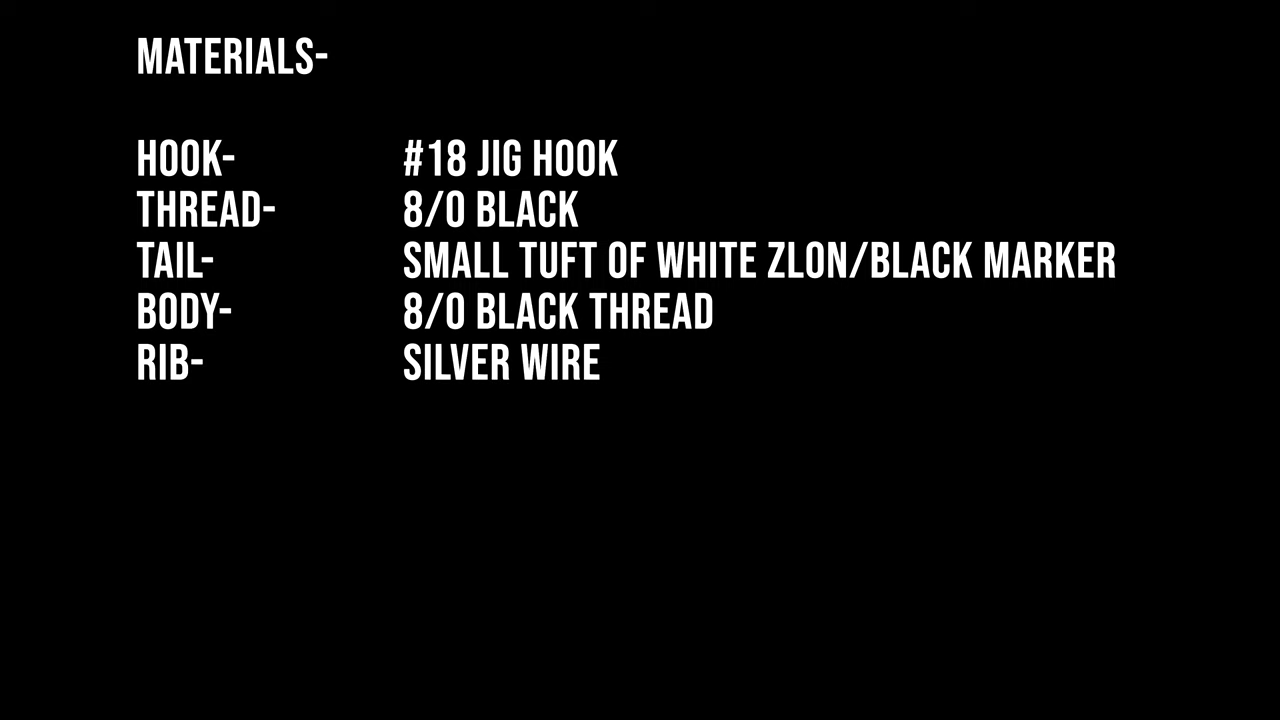 MATERIALS-
HOOK- #18 JIG HOOK
THREAD- 8/0 BLACK
TAIL- SMALL TUFT OF WHITE ZLON/BLACK MARKER
BODY- 8/0 BLACK THREAD
RIB- SILVER WIRE